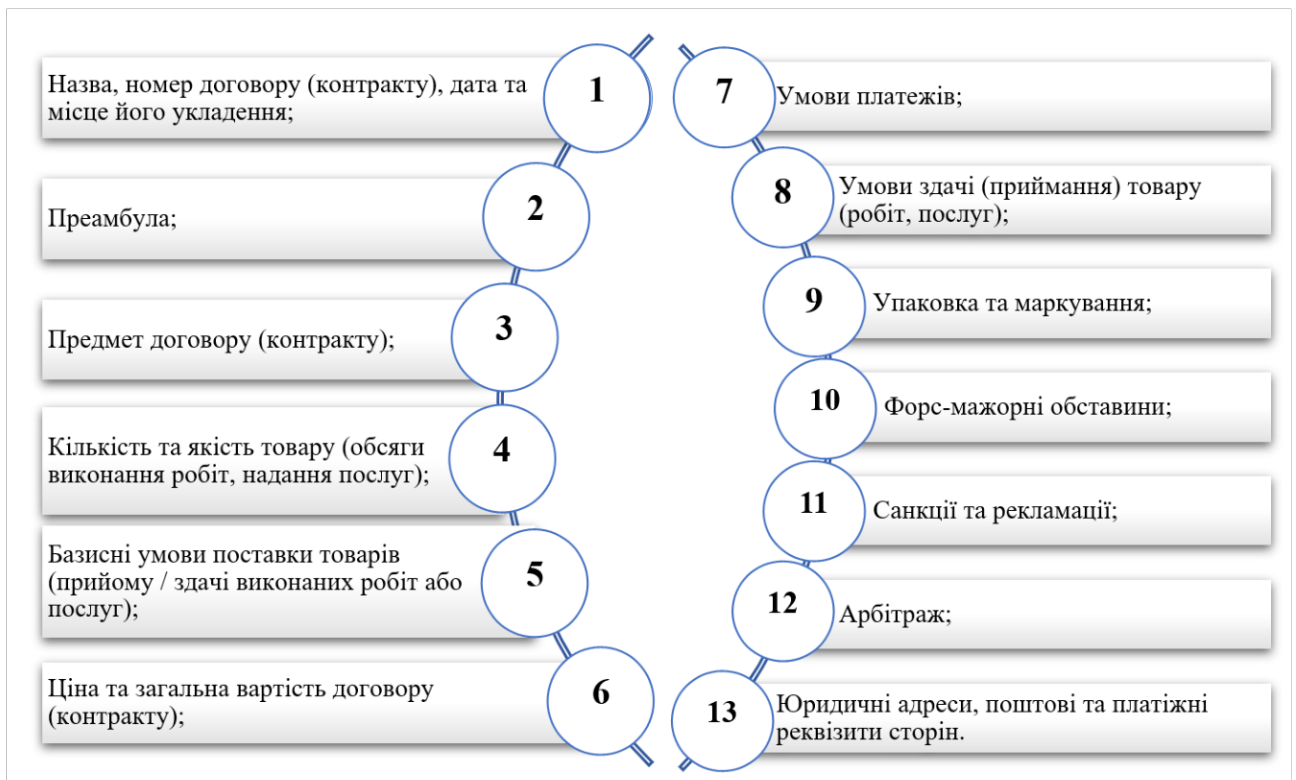 1
Назва, номер договору (контракту), дата та
місце його укладення;
2
Преамбула;
3
Предмет договору (контракту);
4
Кількість та якість товару (обсяги
виконання робіт, надання послуг);
5
Базисні умови поставки товарів
(прийому / здачі виконаних робіт або
послуг);
6
Ціна та загальна вартість договору
(контракту);
7
Умови платежів;
8
Умови здачі (приймання) товару
(робіт, послуг);
9
Упаковка та маркування;
10
Форс-мажорні обставини;
11
Санкції та рекламації;
12
Арбітраж;
13
Юридичні адреси, поштові та платіжні
реквізити сторін.